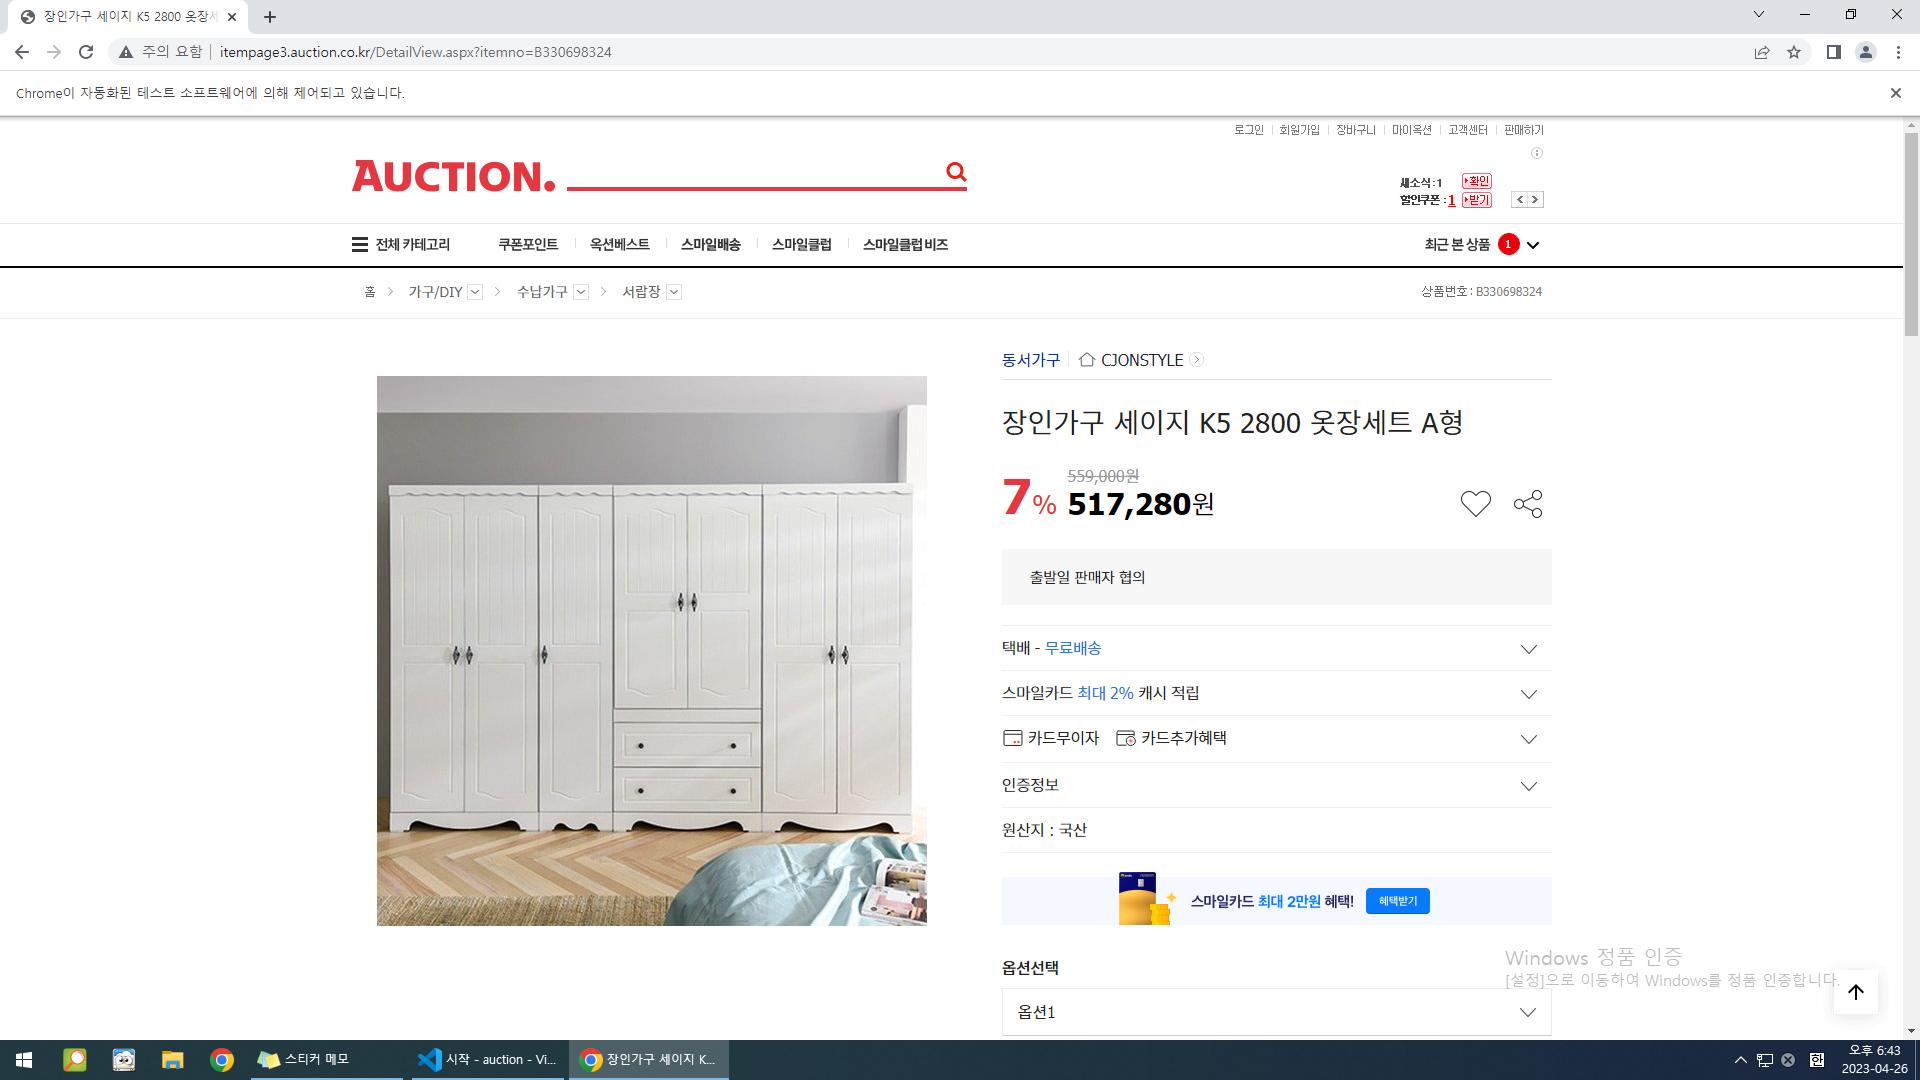 장인가구 세이지 K5 2800 옷장세
주의 요함 itempage3.auction.co.kr/DetailView.aspx?itemno=B330698324
Chrome이 자동화된 테스트 소프트웨어에 의해 제어되고 있습니다.
로그인 회원가입 장바구니 마이옥션 고객센터 판매하기
AUCTION.
새소식:1 확인
할인쿠폰 : 1 받기
전체 카테고리 쿠폰포인트 옥션베스트 스마일배송 스마일클럽 스마일클럽 비즈 최근 본 상품 1
홈 가구/DIY 수납가구 서랍장 상품번호 : B330698324
동서가구 CJONSTYLE
장인가구 세이지 K5 2800 옷장세트 A형
559,000원
7% 517,280원
출발일 판매자 협의
택배 - 무료배송
스마일카드 최대 2% 캐시 적립
카드무이자 카드추가혜택
인증정보
원산지 : 국산
스마일카드 최대 2만원 혜택! 혜택받기
옵션선택
옵션1
Windows 정품 인증
[설정]으로 이동하여 Windows를 정품 인증합니다.
스티커 메모 시작 - auction - Vi... 장인가구 세이지 K... 한 오후 6:43
2023-04-26